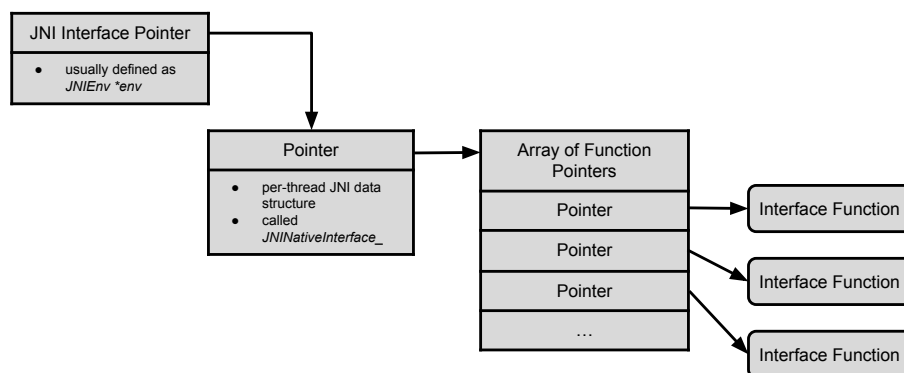 JNI Interface Pointer
● usually defined as
JNIEnv *env
Pointer
● per-thread JNI data
structure
● called
JNINativeInterface_
Array of Function
Pointers
Pointer
Pointer
Pointer
...
Interface Function
Interface Function
Interface Function